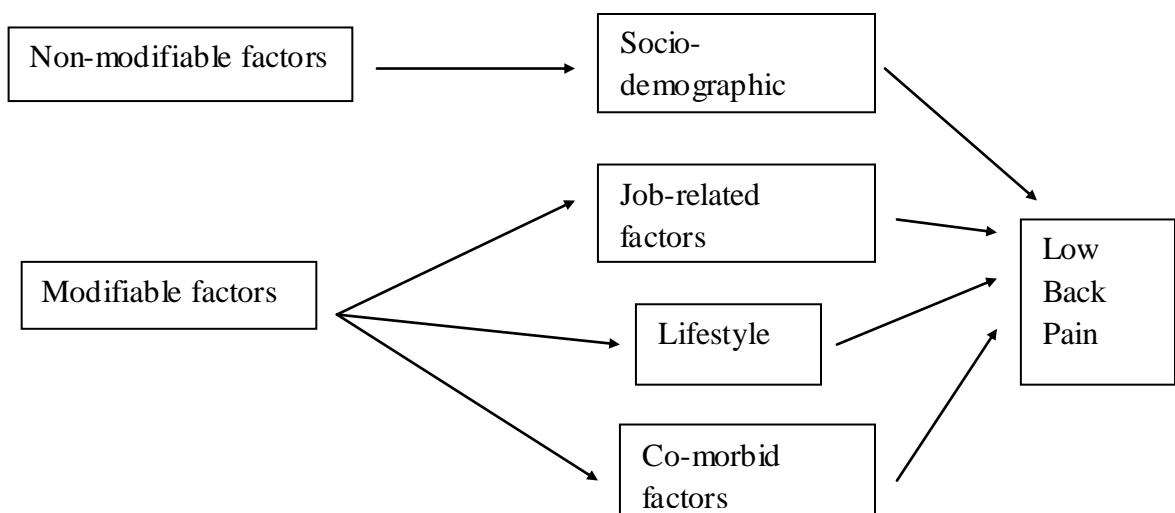 Non-modifiable factors
Socio-
demographic
Job-related
factors
Modifiable factors
Lifestyle
Co-morbid
factors
Low
Back
Pain